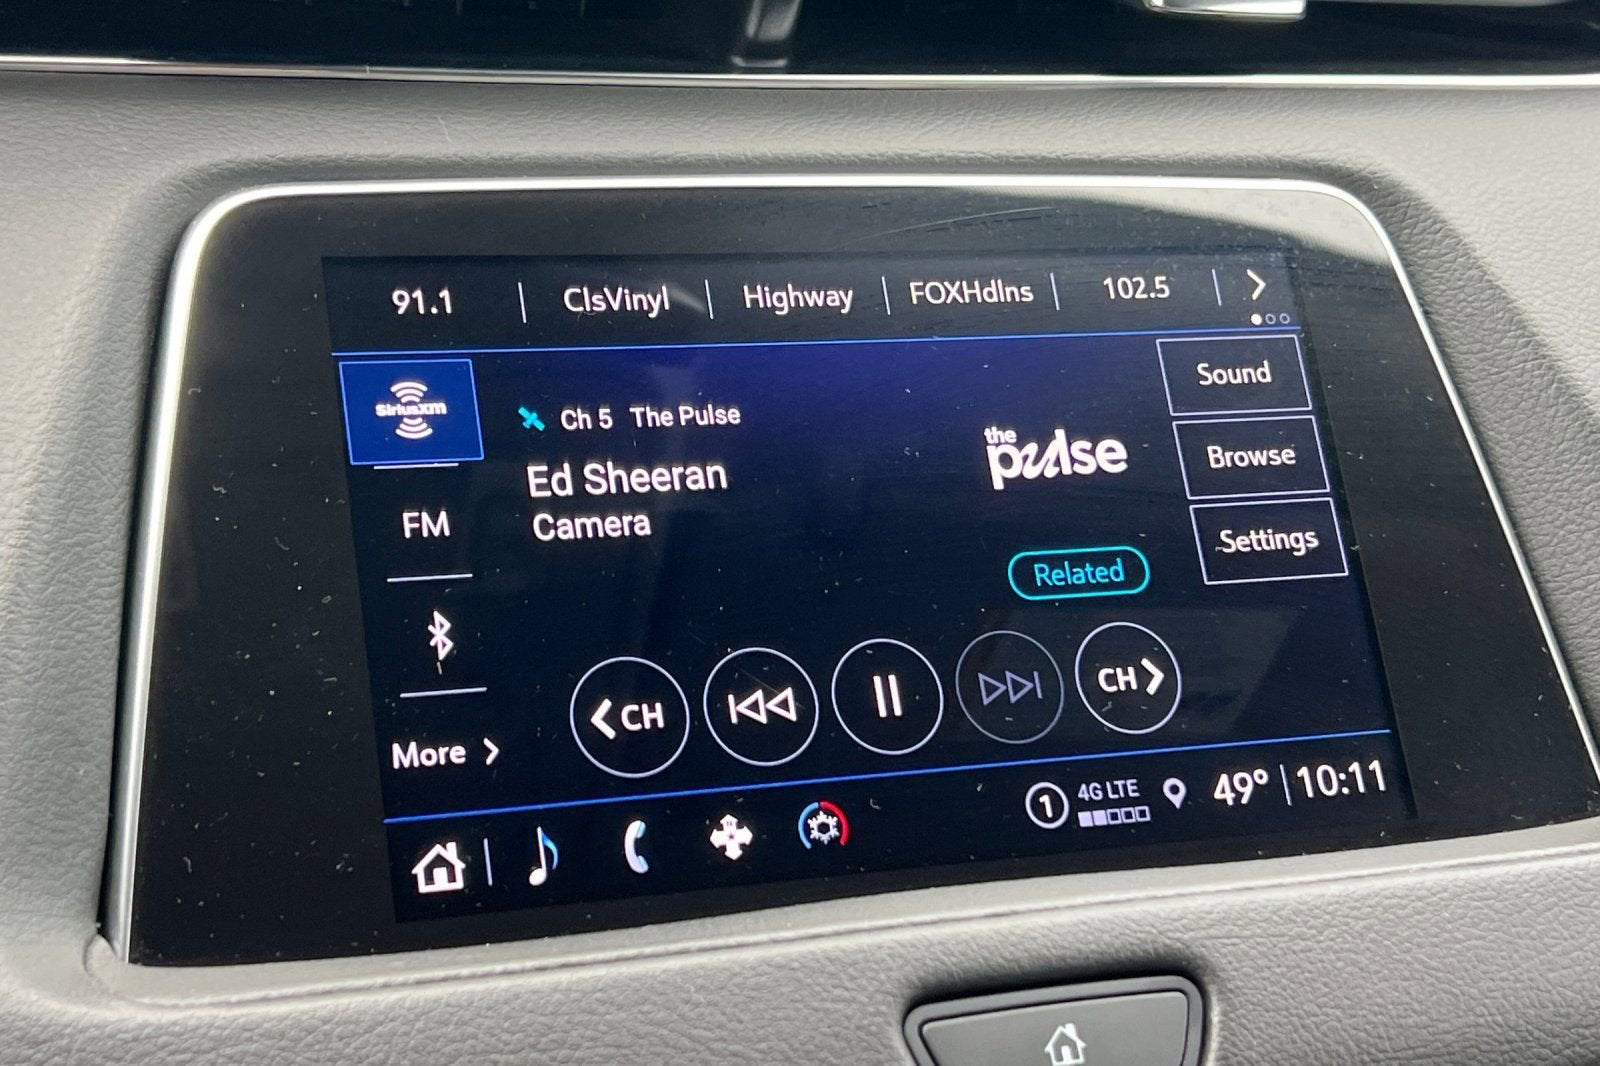 91.1 ClsVinyl Highway FOXHdlns 102.5
SiriusXM
Ch 5 The Pulse
Ed Sheeran
Camera
the
pulse
Related
Sound
Browse
Settings
FM
More
CH
CH
1 4G LTE 49° 10:11